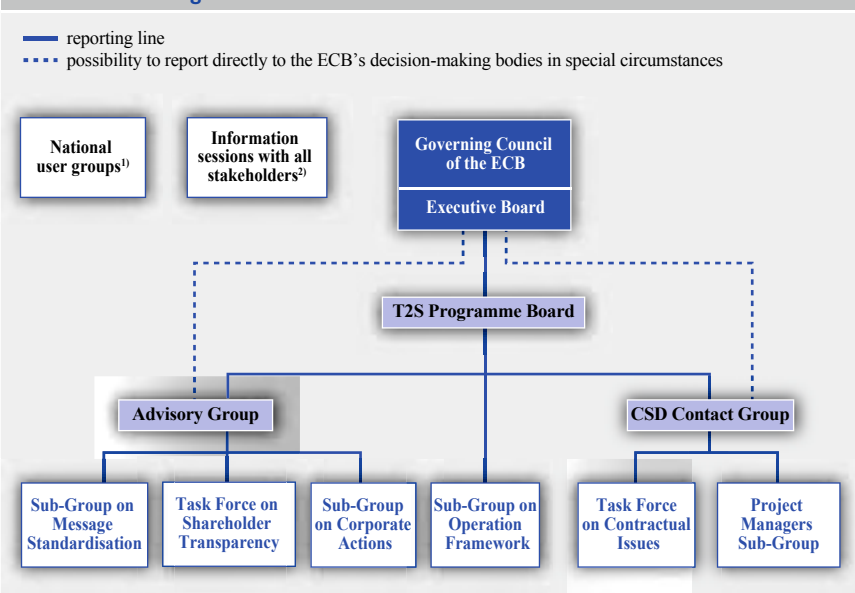 reporting line
possibility to report directly to the ECB's decision-making bodies in special circumstances
National
user groups1)
Information
sessions with all
stakeholders2)
Governing Council
of the ECB
Executive Board
T2S Programme Board
Advisory Group
CSD Contact Group
Sub-Group on
Message
Standardisation
Task Force on
Shareholder
Transparency
Sub-Group
on Corporate
Actions
Sub-Group on
Operation
Framework
Task Force
on Contractual
Issues
Project
Managers
Sub-Group